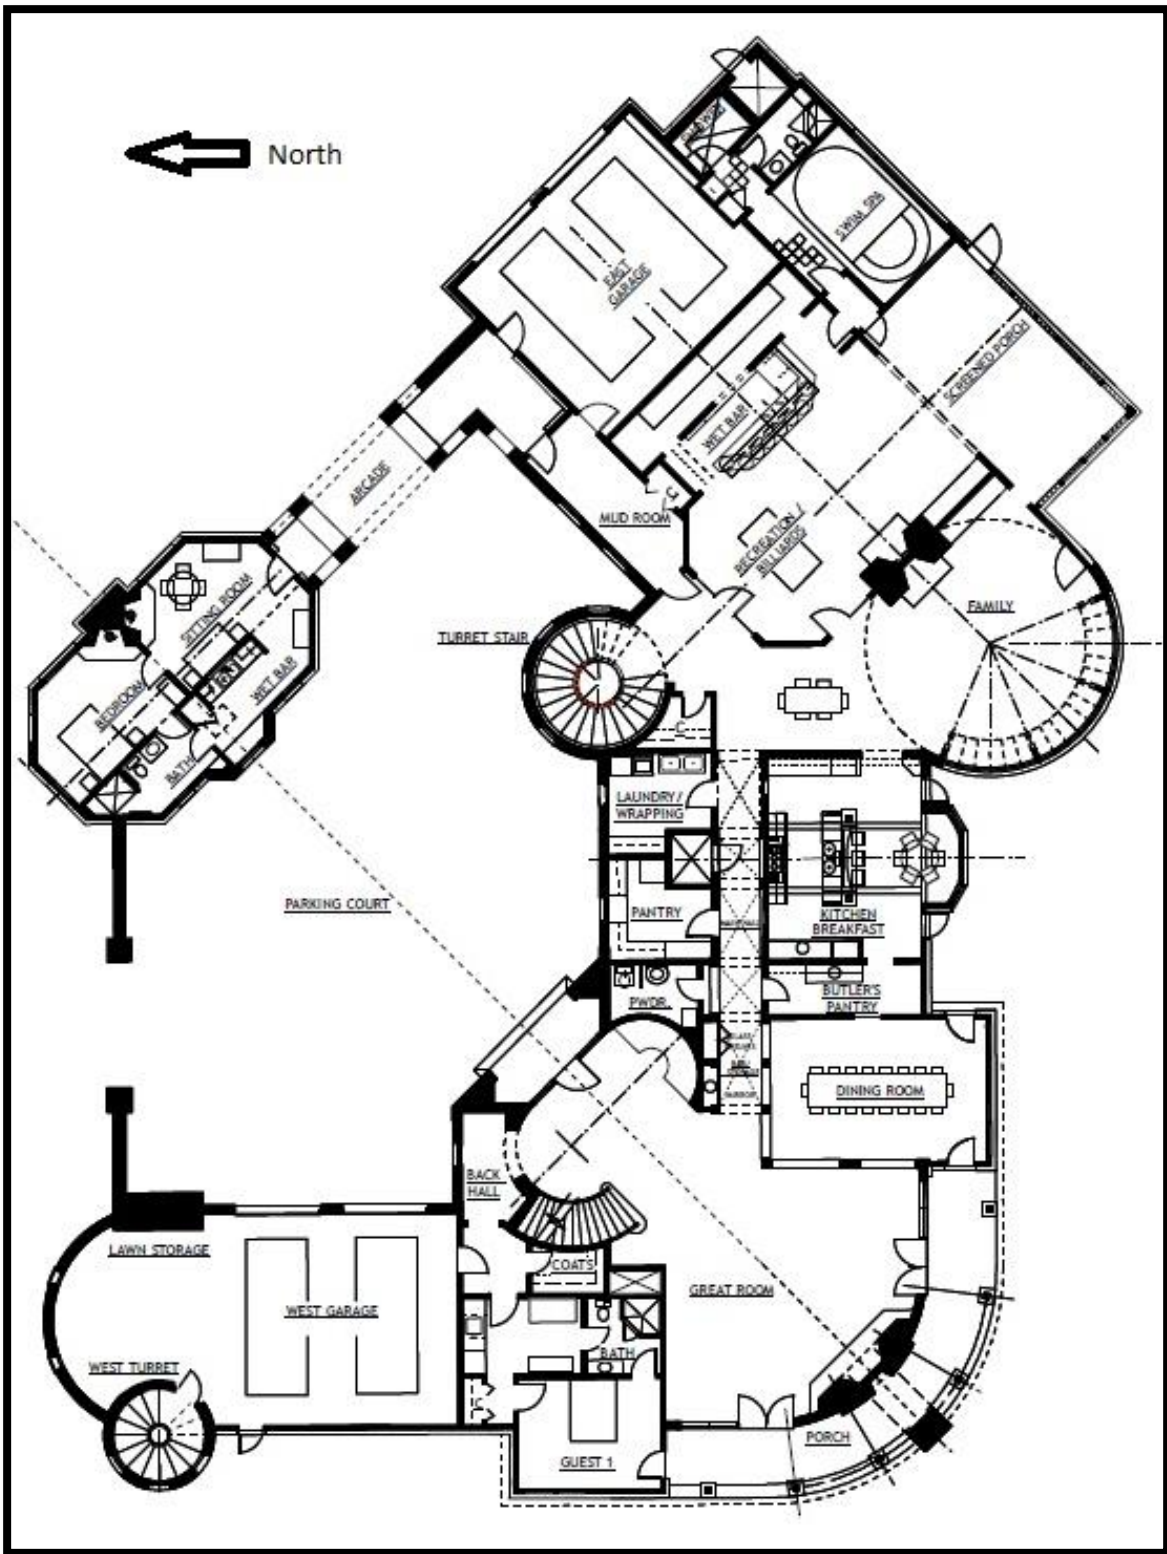 North
SHOWER
SWIM SPA
EAST
GARAGE
SCREENED PORCH
WET BAR
ARCADE
C
MUD ROOM
RECREATION /
BILLIARDS
SITTING ROOM
FAMILY
TURRET STAIR
WET BAR
BEDROOM
BATH
C
LAUNDRY/
WRAPPING
PARKING COURT
PANTRY
KITCHEN
BREAKFAST
PWDR.
BUTLER'S
PANTRY
DINING ROOM
BACK
HALL
LAWN STORAGE
COATS
GREAT ROOM
WEST GARAGE
BATH
WEST TURRET
C
PORCH
GUEST 1